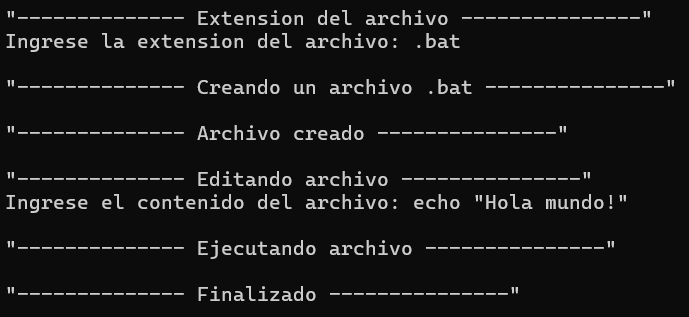 "-------------- Extension del archivo ---------------"
Ingrese la extension del archivo: .bat
"-------------- Creando un archivo .bat ---------------"
"-------------- Archivo creado ---------------"
"-------------- Editando archivo ---------------"
Ingrese el contenido del archivo: echo "Hola mundo!"
"-------------- Ejecutando archivo ---------------"
"-------------- Finalizado ---------------"